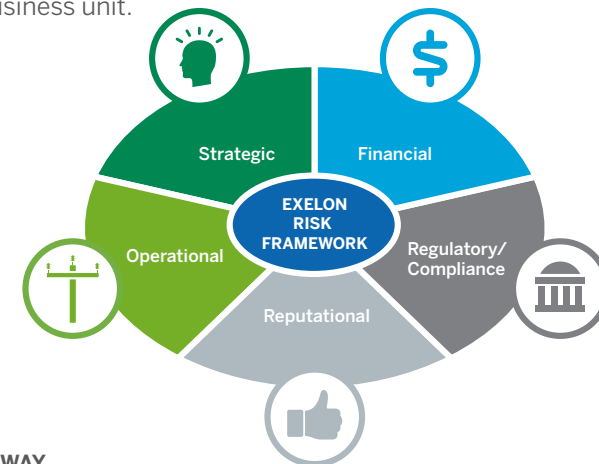 usiness unit.
Strategic
Financial
EXELON
RISK
FRAMEWORK
Operational
Regulatory/
Compliance
Reputational
WAY